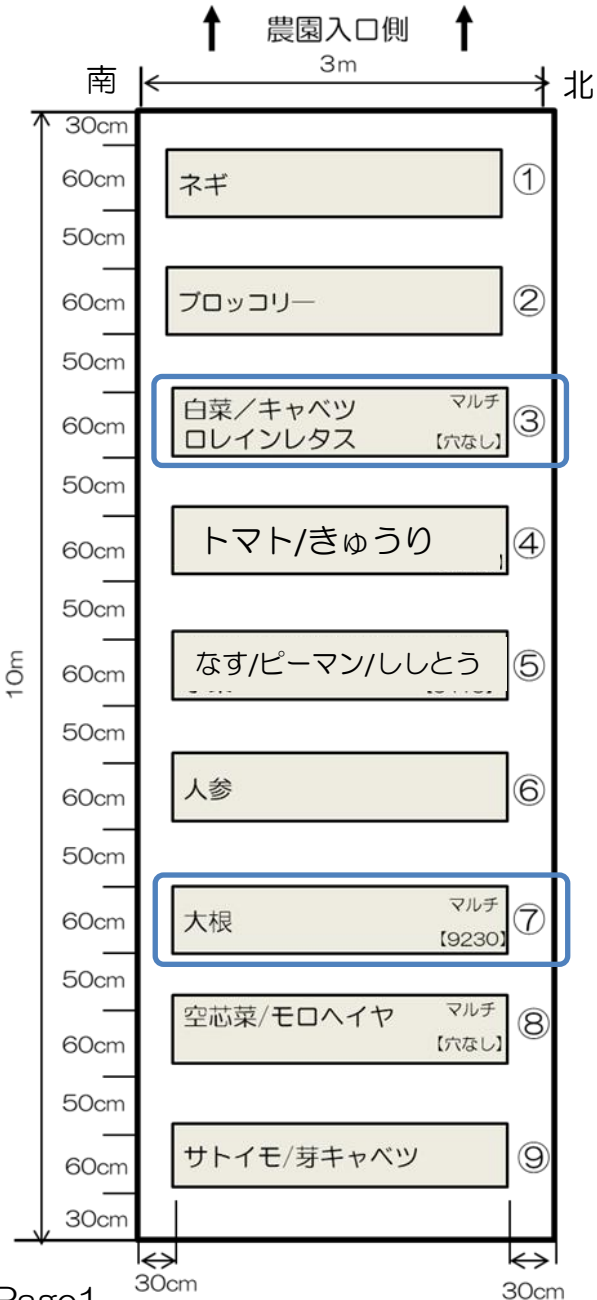 農園入口側
3m
南
北
30cm
60cm
ネギ
①
50cm
60cm
ブロッコリー
②
50cm
60cm
白菜/キャベツ
ロレインレタス
マルチ
【穴なし】
③
50cm
60cm
トマト/きゅうり
④
50cm
10m
60cm
なす/ピーマン/ししとう
⑤
50cm
60cm
人参
⑥
50cm
60cm
大根
マルチ
【9230】
⑦
50cm
60cm
空芯菜/モロヘイヤ
マルチ
【穴なし】
⑧
50cm
60cm
サトイモ/芽キャベツ
⑨
30cm
30cm
30cm